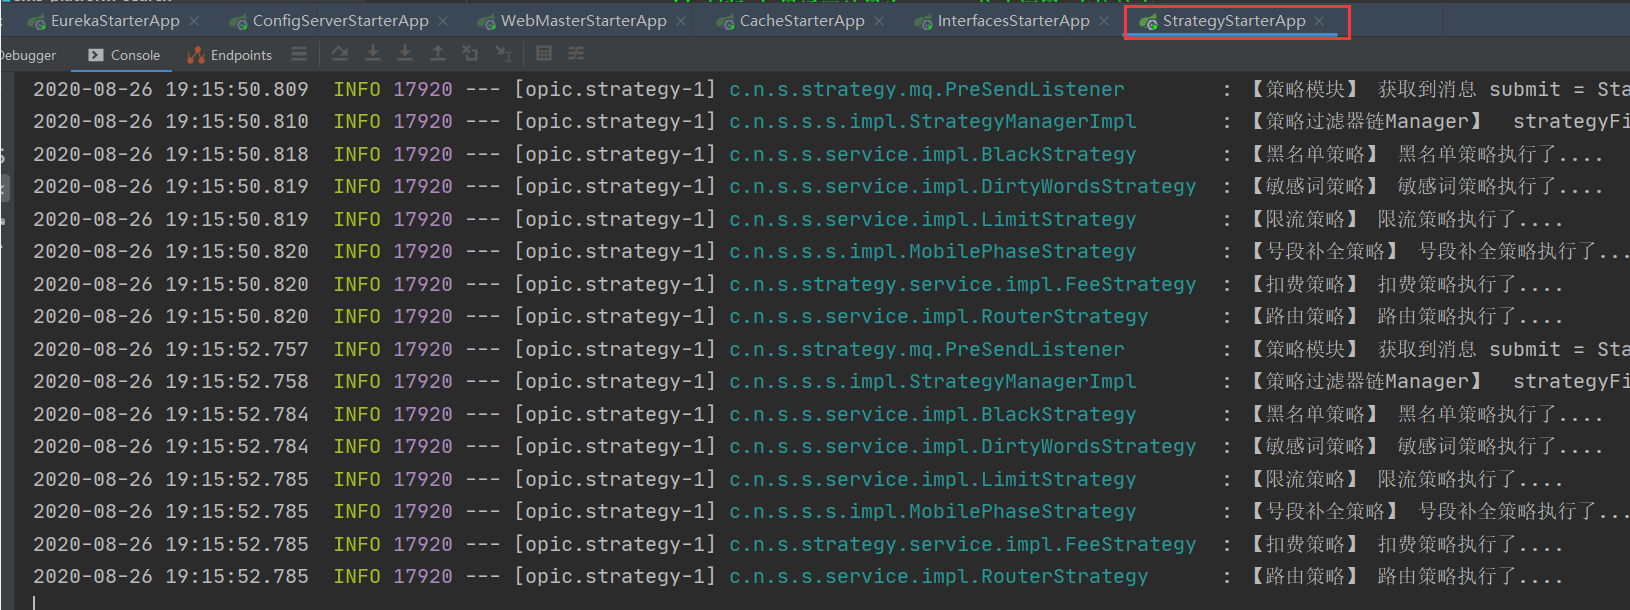 EurekaStarterApp × ConfigServerStarterApp × WebMasterStarterApp × CacheStarterApp × InterfacesStarterApp × StrategyStarterApp ×
Debugger Console Endpoints
2020-08-26 19:15:50.809 INFO 17920 --- [opic.strategy-1] c.n.s.strategy.mq.PreSendListener : 【策略模块】 获取到消息 submit = Sta
2020-08-26 19:15:50.810 INFO 17920 --- [opic.strategy-1] c.n.s.s.s.impl.StrategyManagerImpl : 【策略过滤器链Manager】 strategyFi
2020-08-26 19:15:50.818 INFO 17920 --- [opic.strategy-1] c.n.s.s.service.impl.BlackStrategy : 【黑名单策略】 黑名单策略执行了....
2020-08-26 19:15:50.819 INFO 17920 --- [opic.strategy-1] c.n.s.s.service.impl.DirtyWordsStrategy : 【敏感词策略】 敏感词策略执行了....
2020-08-26 19:15:50.819 INFO 17920 --- [opic.strategy-1] c.n.s.s.service.impl.LimitStrategy : 【限流策略】 限流策略执行了....
2020-08-26 19:15:50.820 INFO 17920 --- [opic.strategy-1] c.n.s.s.s.impl.MobilePhaseStrategy : 【号段补全策略】 号段补全策略执行了...
2020-08-26 19:15:50.820 INFO 17920 --- [opic.strategy-1] c.n.s.strategy.service.impl.FeeStrategy : 【扣费策略】 扣费策略执行了....
2020-08-26 19:15:50.820 INFO 17920 --- [opic.strategy-1] c.n.s.s.service.impl.RouterStrategy : 【路由策略】 路由策略执行了....
2020-08-26 19:15:52.757 INFO 17920 --- [opic.strategy-1] c.n.s.strategy.mq.PreSendListener : 【策略模块】 获取到消息 submit = Sta
2020-08-26 19:15:52.758 INFO 17920 --- [opic.strategy-1] c.n.s.s.s.impl.StrategyManagerImpl : 【策略过滤器链Manager】 strategyFi
2020-08-26 19:15:52.784 INFO 17920 --- [opic.strategy-1] c.n.s.s.service.impl.BlackStrategy : 【黑名单策略】 黑名单策略执行了....
2020-08-26 19:15:52.784 INFO 17920 --- [opic.strategy-1] c.n.s.s.service.impl.DirtyWordsStrategy : 【敏感词策略】 敏感词策略执行了....
2020-08-26 19:15:52.785 INFO 17920 --- [opic.strategy-1] c.n.s.s.service.impl.LimitStrategy : 【限流策略】 限流策略执行了....
2020-08-26 19:15:52.785 INFO 17920 --- [opic.strategy-1] c.n.s.s.s.impl.MobilePhaseStrategy : 【号段补全策略】 号段补全策略执行了...
2020-08-26 19:15:52.785 INFO 17920 --- [opic.strategy-1] c.n.s.strategy.service.impl.FeeStrategy : 【扣费策略】 扣费策略执行了....
2020-08-26 19:15:52.785 INFO 17920 --- [opic.strategy-1] c.n.s.s.service.impl.RouterStrategy : 【路由策略】 路由策略执行了....